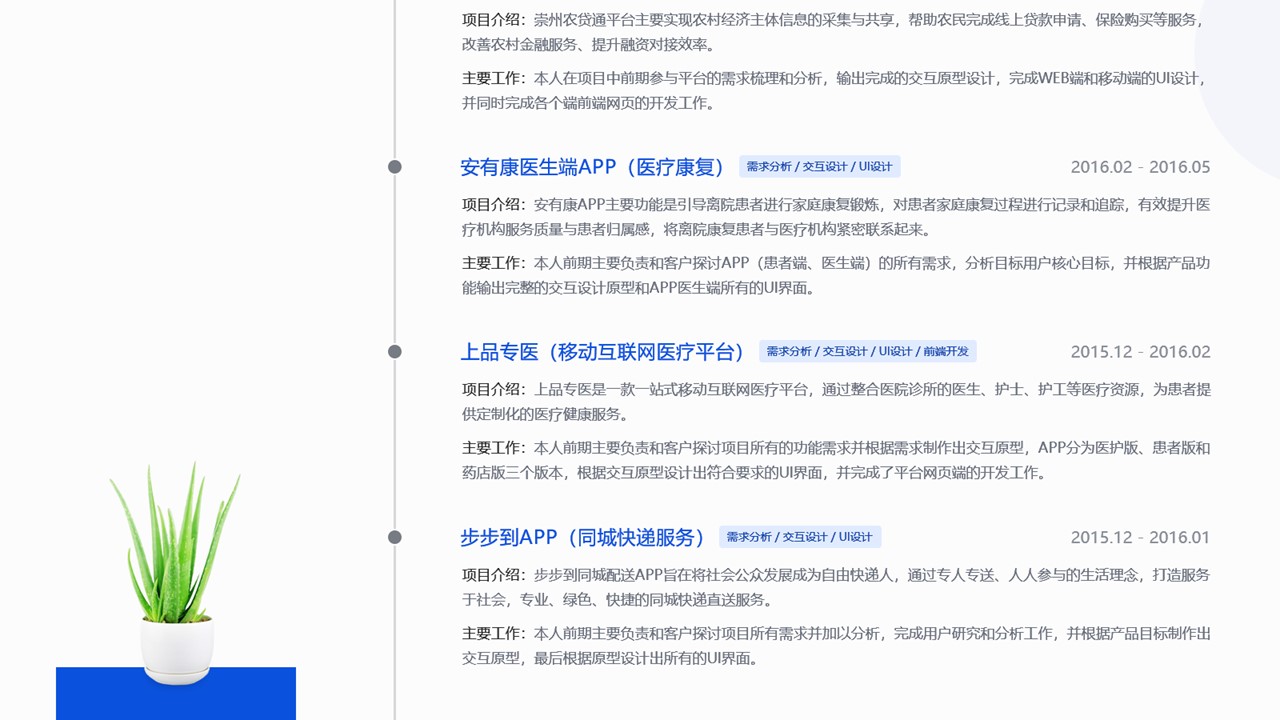 项目介绍：崇州农贷通平台主要实现农村经济主体信息的采集与共享，帮助农民完成线上贷款申请、保险购买等服务，
改善农村金融服务、提升融资对接效率。
主要工作：本人在项目中前期参与平台的需求梳理和分析，输出完成的交互原型设计，完成WEB端和移动端的UI设计，
并同时完成各个端前端网页的开发工作。
安有康医生端APP（医疗康复） 需求分析 / 交互设计 / UI设计 2016.02 - 2016.05
项目介绍：安有康APP主要功能是引导离院患者进行家庭康复锻炼，对患者家庭康复过程进行记录和追踪，有效提升医
疗机构服务质量与患者归属感，将离院康复患者与医疗机构紧密联系起来。
主要工作：本人前期主要负责和客户探讨APP（患者端、医生端）的所有需求，分析目标用户核心目标，并根据产品功
能输出完整的交互设计原型和APP医生端所有的UI界面。
上品专医（移动互联网医疗平台） 需求分析 / 交互设计 / UI设计 / 前端开发 2015.12 - 2016.02
项目介绍：上品专医是一款一站式移动互联网医疗平台，通过整合医院诊所的医生、护士、护工等医疗资源，为患者提
供定制化的医疗健康服务。
主要工作：本人前期主要负责和客户探讨项目所有的功能需求并根据需求制作出交互原型，APP分为医护版、患者版和
药店版三个版本，根据交互原型设计出符合要求的UI界面，并完成了平台网页端的开发工作。
步步到APP（同城快递服务） 需求分析 / 交互设计 / UI设计 2015.12 - 2016.01
项目介绍：步步到同城配送APP旨在将社会公众发展成为自由快递人，通过专人专送、人人参与的生活理念，打造服务
于社会，专业、绿色、快捷的同城快递直送服务。
主要工作：本人前期主要负责和客户探讨项目所有需求并加以分析，完成用户研究和分析工作，并根据产品目标制作出
交互原型，最后根据原型设计出所有的UI界面。